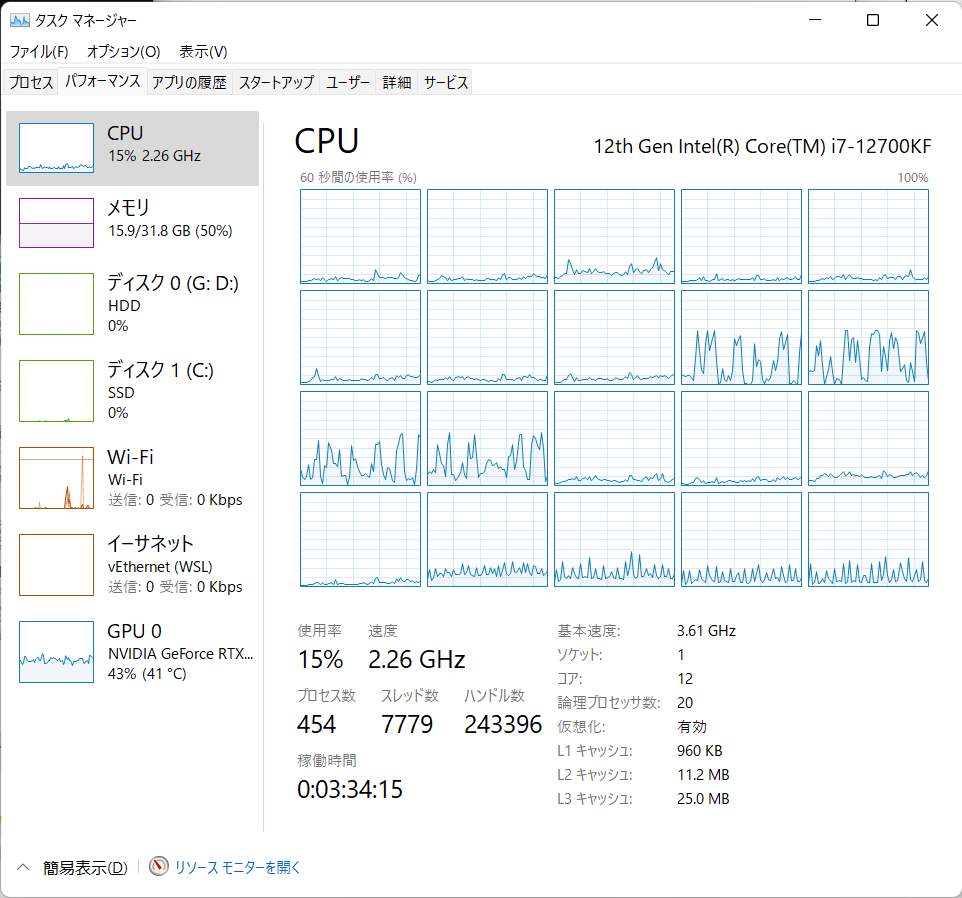 タスク マネージャー
ファイル(F) オプション(O) 表示(V)
プロセス パフォーマンス アプリの履歴 スタートアップ ユーザー 詳細 サービス
CPU
15% 2.26 GHz
メモリ
15.9/31.8 GB (50%)
ディスク 0 (G: D:)
HDD
0%
ディスク 1 (C:)
SSD
0%
Wi-Fi
Wi-Fi
送信: 0 受信: 0 Kbps
イーサネット
vEthernet (WSL)
送信: 0 受信: 0 Kbps
GPU 0
NVIDIA GeForce RTX...
43% (41 °C)
CPU
12th Gen Intel(R) Core(TM) i7-12700KF
60 秒間の使用率 (%)
100%
使用率 速度
15% 2.26 GHz
プロセス数 スレッド数 ハンドル数
454 7779 243396
稼働時間
0:03:34:15
基本速度: 3.61 GHz
ソケット: 1
コア: 12
論理プロセッサ数: 20
仮想化: 有効
L1 キャッシュ: 960 KB
L2 キャッシュ: 11.2 MB
L3 キャッシュ: 25.0 MB
簡易表示(D) リソース モニターを開く